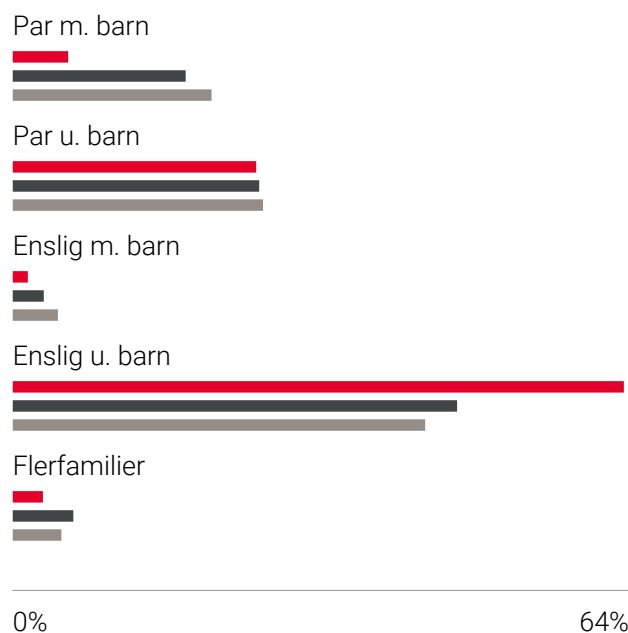 Par m. barn
Par u. barn
Enslig m. barn
Enslig u. barn
Flerfamilier
0% 64%